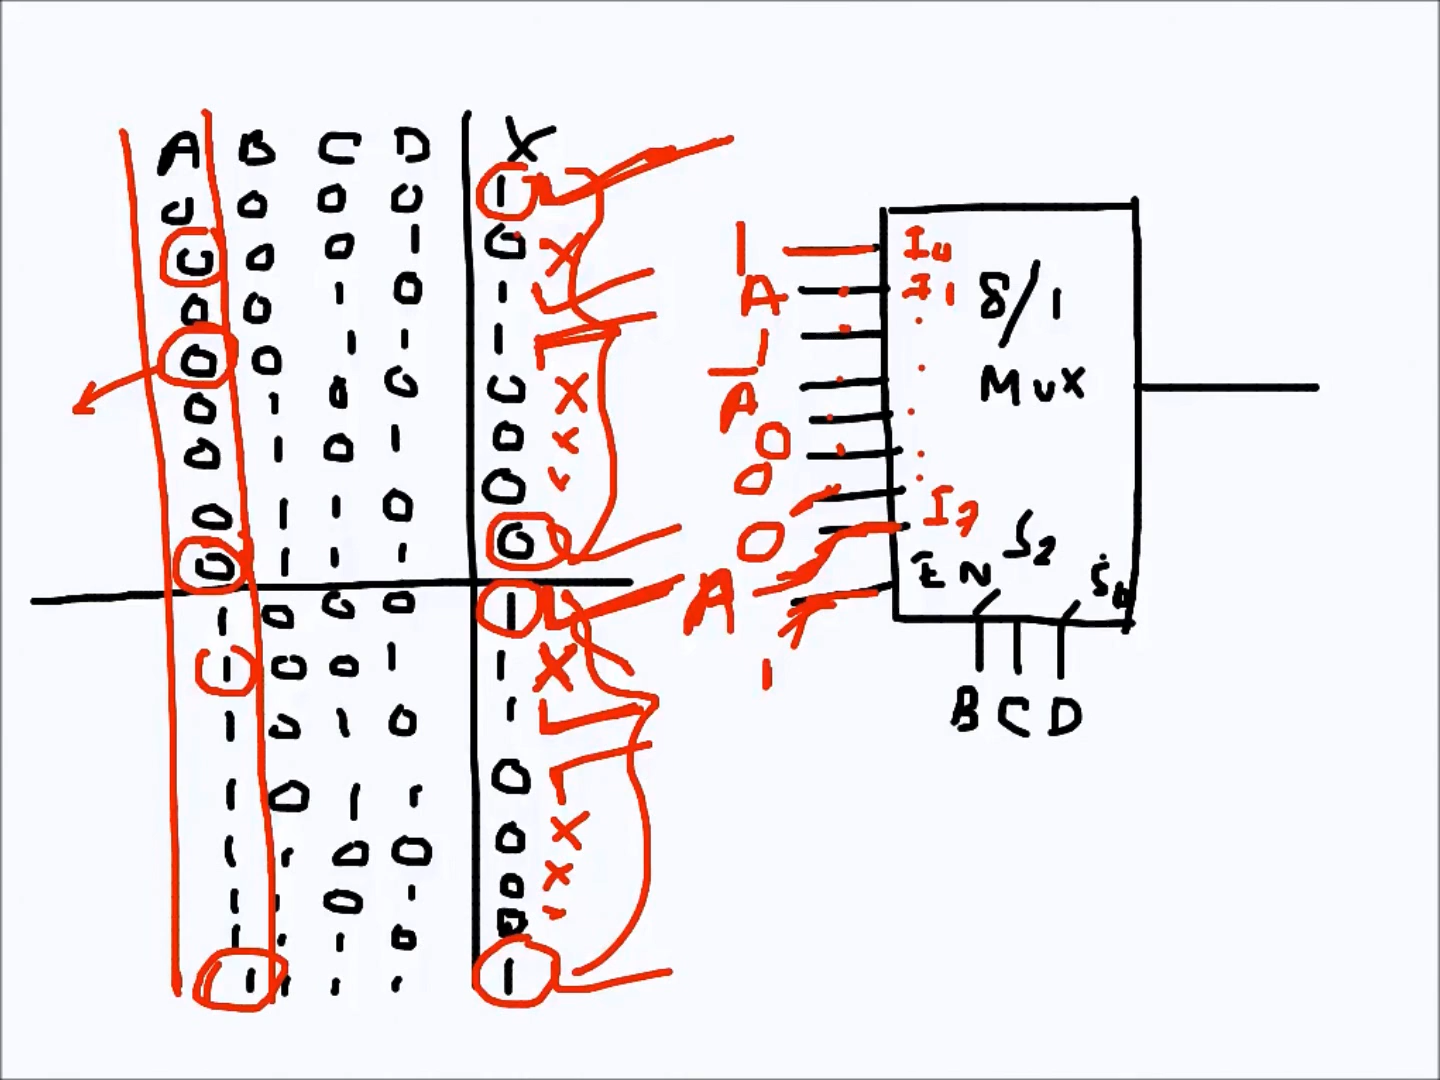 A B C D X
0 0 0 0 1
0 0 0 1 0
0 0 1 0 1
0 0 1 1 1
0 1 0 0 0
0 1 0 1 0
0 1 1 0 0
0 1 1 1 0
1 0 0 0 1
1 0 0 1 1
1 0 1 0 1
1 0 1 1 0
1 1 0 0 0
1 1 0 1 0
1 1 1 0 0
1 1 1 1 1
1 I0
A I1
1
A̅
0
0
0
A I7
1 EN
8/1
MUX
S2 S0
B C D